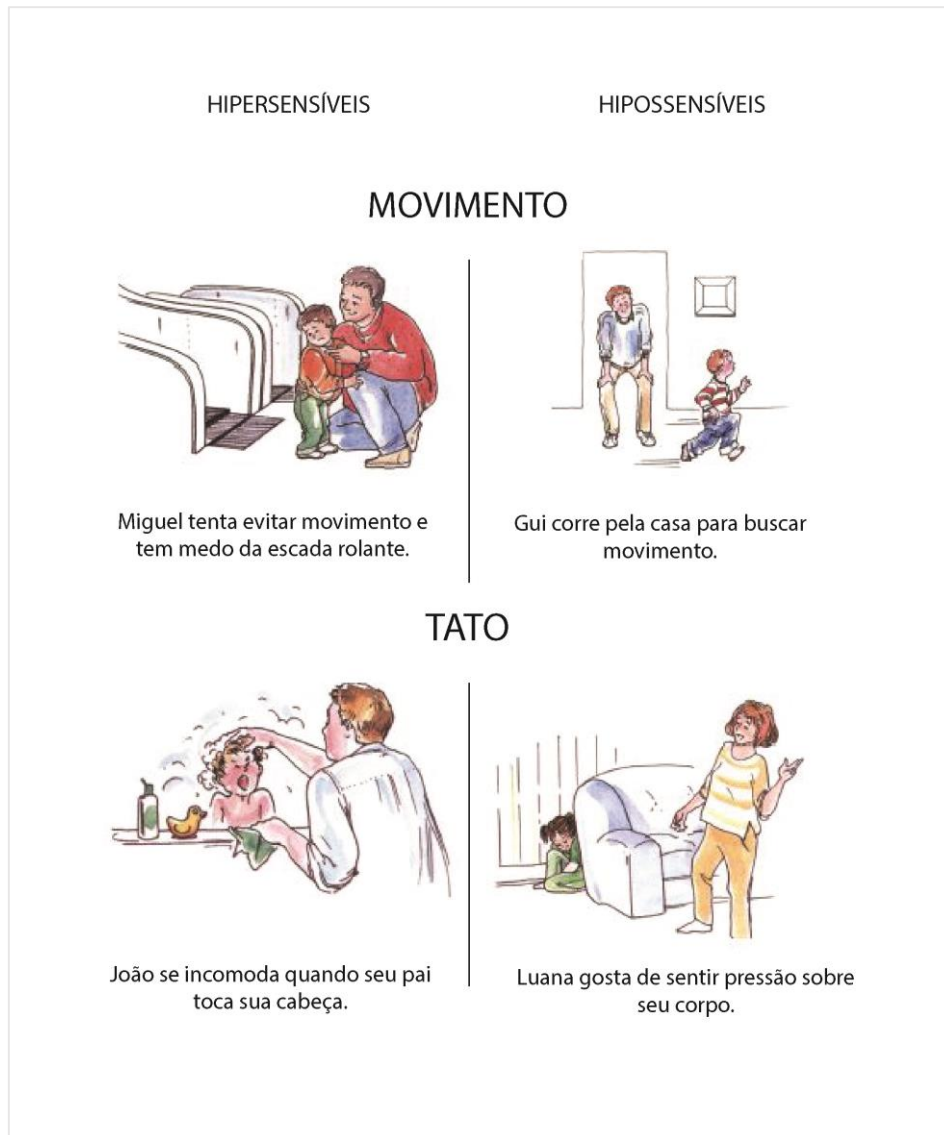 HIPERSENSÍVEIS
HIPOSSENSÍVEIS
MOVIMENTO
Miguel tenta evitar movimento e
tem medo da escada rolante.
Gui corre pela casa para buscar
movimento.
TATO
João se incomoda quando seu pai
toca sua cabeça.
Luana gosta de sentir pressão sobre
seu corpo.